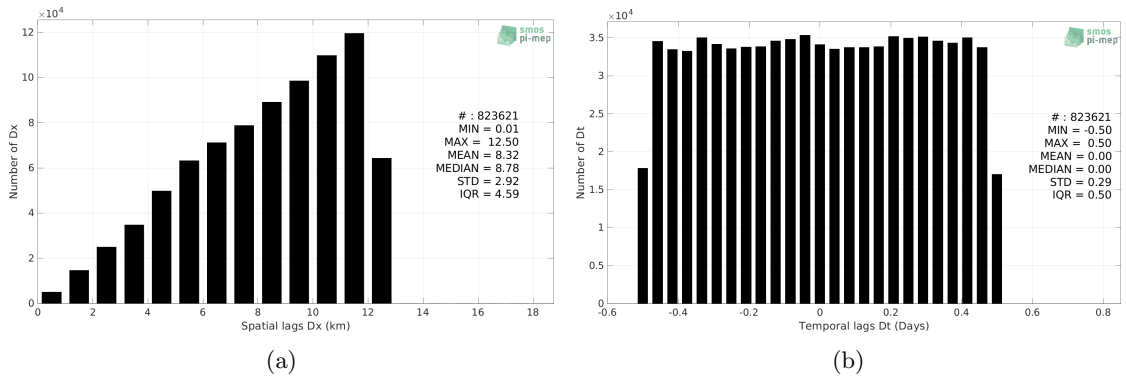 ×10⁴
12
10
8
6
4
2
0
0 2 4 6 8 10 12 14 16 18
Number of Dx
Spatial lags Dx (km)
smos
pi-mep
# : 823621
MIN = 0.01
MAX = 12.50
MEAN = 8.32
MEDIAN = 8.78
STD = 2.92
IQR = 4.59
(a)
×10⁴
3.5
3
2.5
2
1.5
1
0.5
0
-0.6 -0.4 -0.2 0 0.2 0.4 0.6 0.8
Number of Dt
Temporal lags Dt (Days)
smos
pi-mep
# : 823621
MIN = -0.50
MAX = 0.50
MEAN = 0.00
MEDIAN = 0.00
STD = 0.29
IQR = 0.50
(b)